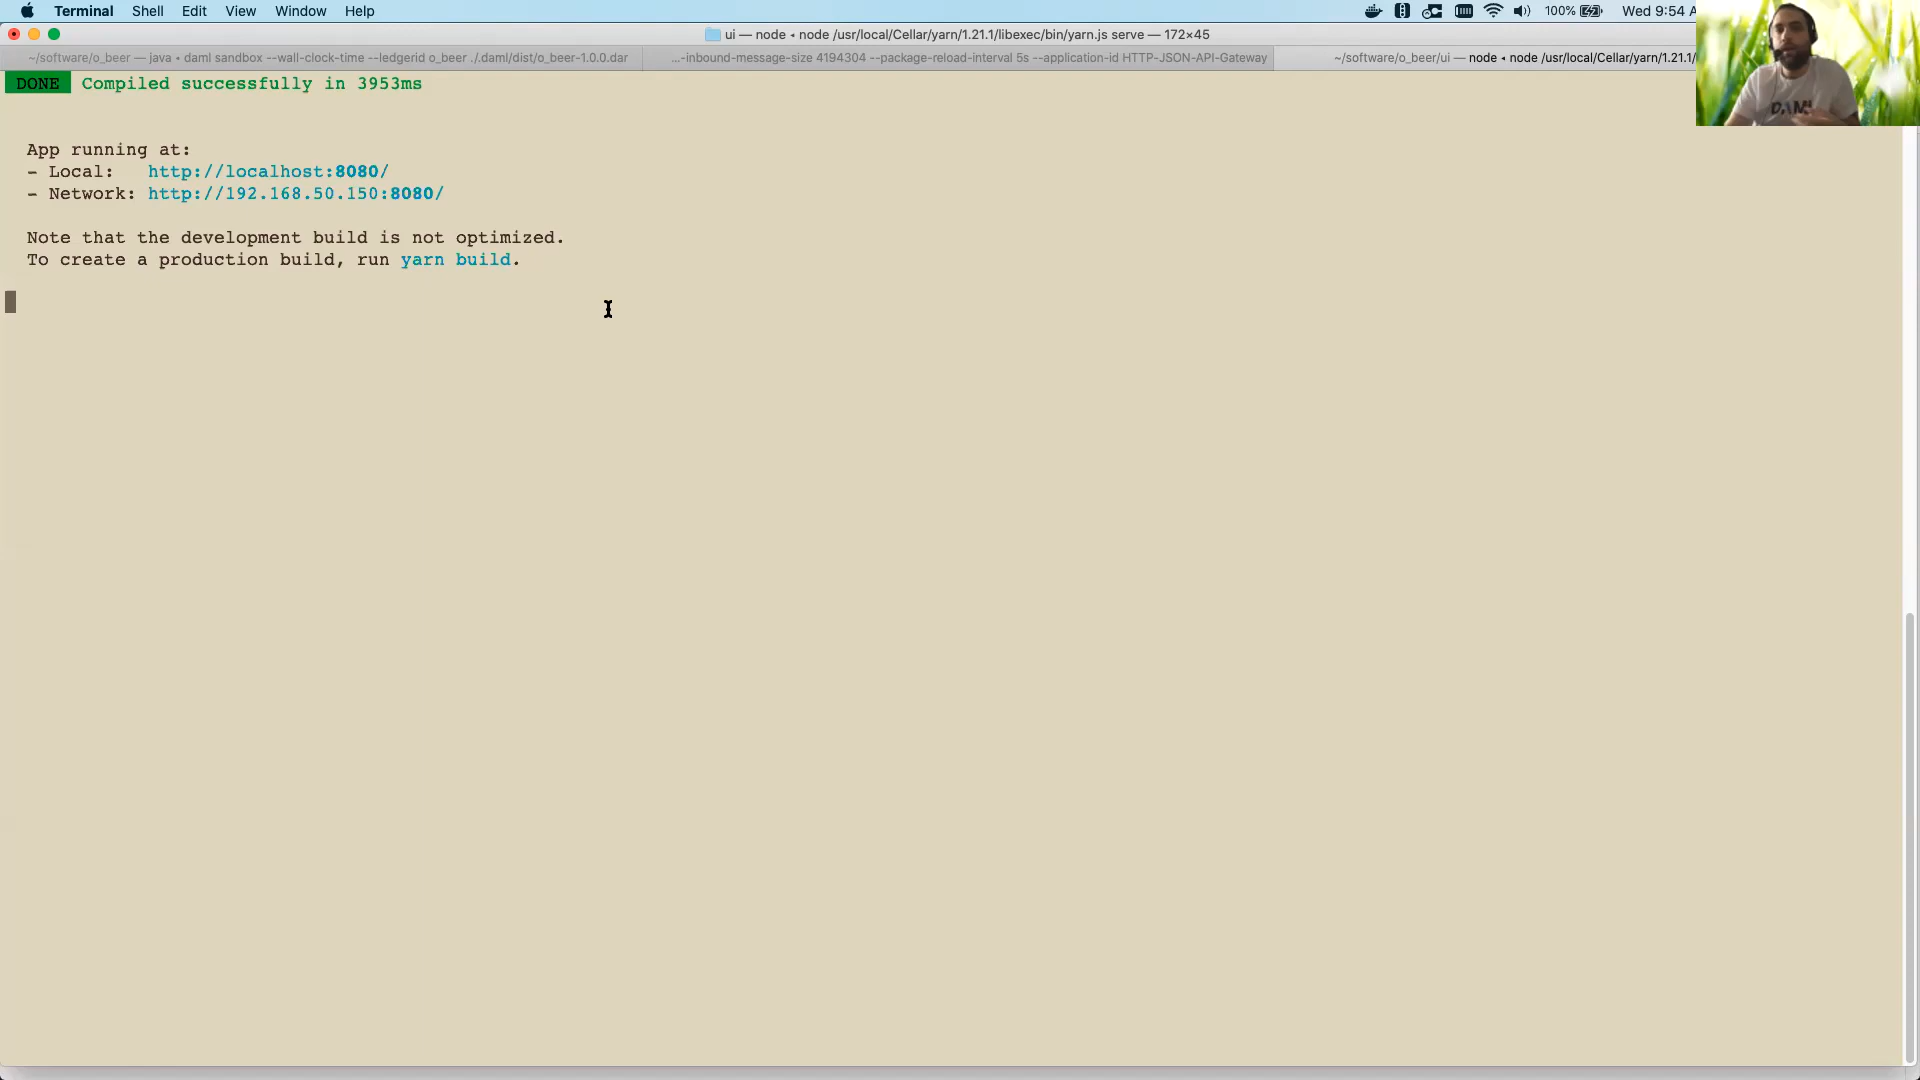 Terminal Shell Edit View Window Help 100% Wed 9:54 A
ui — node ◂ node /usr/local/Cellar/yarn/1.21.1/libexec/bin/yarn.js serve — 172×45
~/software/o_beer — java • daml sandbox --wall-clock-time --ledgerid o_beer ./.daml/dist/o_beer-1.0.0.dar ...-inbound-message-size 4194304 --package-reload-interval 5s --application-id HTTP-JSON-API-Gateway ~/software/o_beer/ui — node ◂ node /usr/local/Cellar/yarn/1.21.1/
DONE Compiled successfully in 3953ms
App running at:
- Local: http://localhost:8080/
- Network: http://192.168.50.150:8080/
Note that the development build is not optimized.
To create a production build, run yarn build.